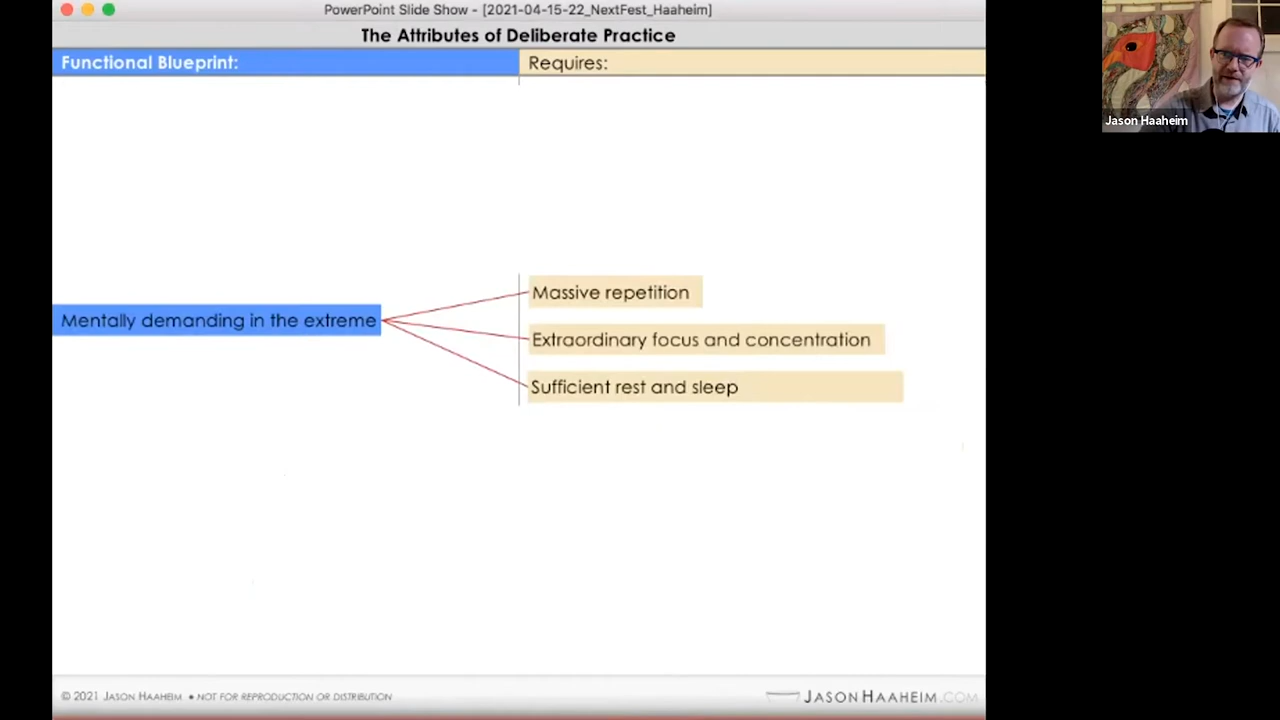 PowerPoint Slide Show - [2021-04-15-22_NextFest_Haaheim]
The Attributes of Deliberate Practice
Functional Blueprint:
Requires:
Jason Haaheim
Massive repetition
Mentally demanding in the extreme
Extraordinary focus and concentration
Sufficient rest and sleep
© 2021 JASON HAAHEIM • NOT FOR REPRODUCTION OR DISTRIBUTION
JASONHAAHEIM.COM